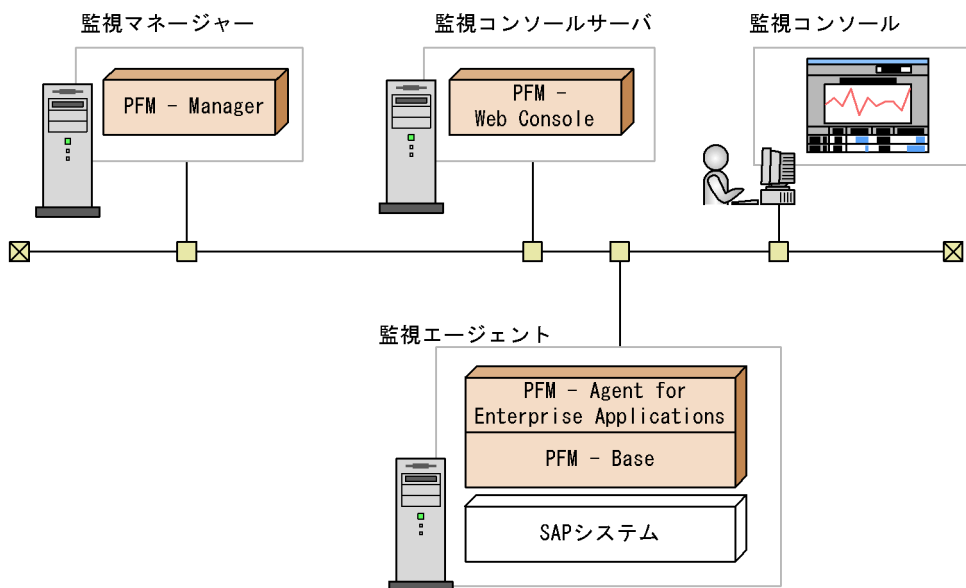 監視マネージャー
監視コンソールサーバ
監視コンソール
PFM － Manager
PFM －
Web Console
監視エージェント
PFM － Agent for
Enterprise Applications
PFM － Base
SAPシステム